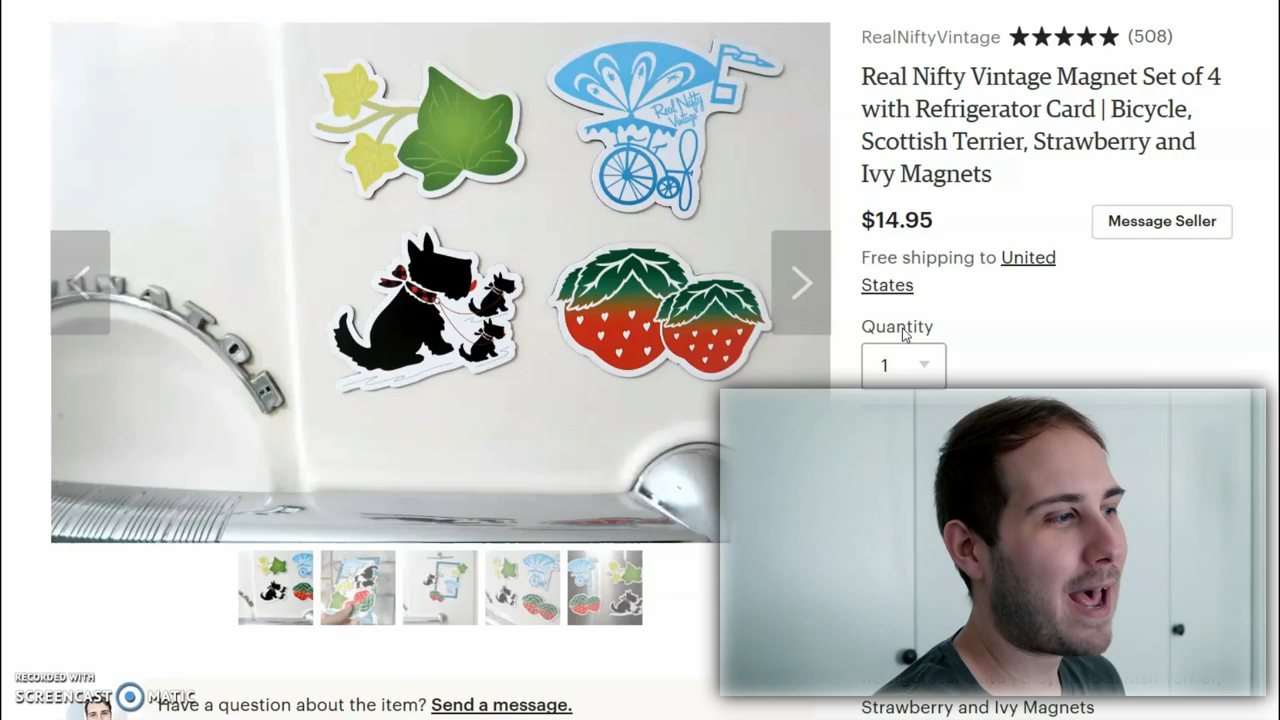 RealNiftyVintage ★★★★★ (508)
Real Nifty Vintage Magnet Set of 4
with Refrigerator Card | Bicycle,
Scottish Terrier, Strawberry and
Ivy Magnets
$14.95
Message Seller
Free shipping to United
States
Quantity
1
Real Nifty
Vintage
RECORDED WITH
SCREENCAST MATIC
Have a question about the item? Send a message.
Strawberry and Ivy Magnets